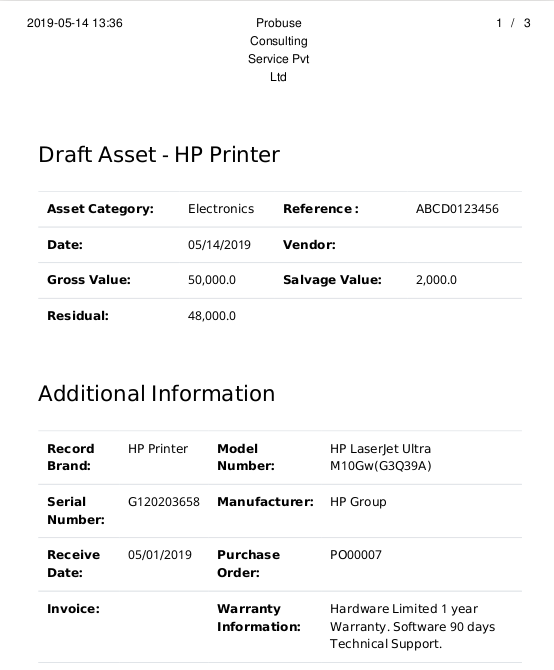 2019-05-14 13:36 Probuse 1 / 3
Consulting
Service Pvt
Ltd
Draft Asset - HP Printer
Asset Category: Electronics Reference : ABCD0123456
Date: 05/14/2019 Vendor:
Gross Value: 50,000.0 Salvage Value: 2,000.0
Residual: 48,000.0
Additional Information
Record HP Printer Model HP LaserJet Ultra
Brand: Number: M10Gw(G3Q39A)
Serial G120203658 Manufacturer: HP Group
Number:
Receive 05/01/2019 Purchase PO00007
Date: Order:
Invoice: Warranty Hardware Limited 1 year
Information: Warranty. Software 90 days
Technical Support.